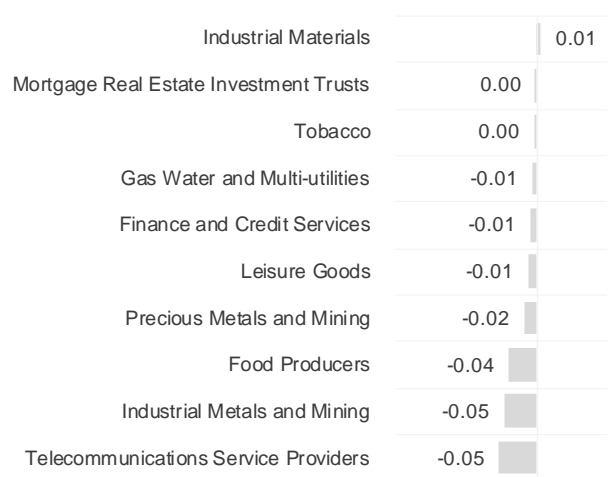 Industrial Materials 0.01
Mortgage Real Estate Investment Trusts 0.00
Tobacco 0.00
Gas Water and Multi-utilities -0.01
Finance and Credit Services -0.01
Leisure Goods -0.01
Precious Metals and Mining -0.02
Food Producers -0.04
Industrial Metals and Mining -0.05
Telecommunications Service Providers -0.05